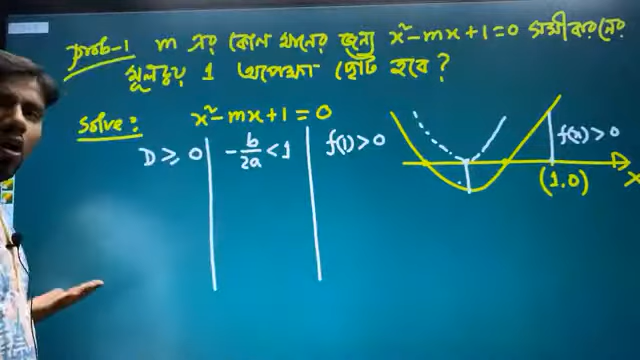 Prob-1 m এর কোন মানের জন্য x²-mx+1=0 সমীকরনের
মূলদ্বয় 1 অপেক্ষা ছোট হবে?
Solve: x²-mx+1=0
D ≥ 0 -b/2a < 1 f(1) > 0
f(x) > 0
(1,0) X